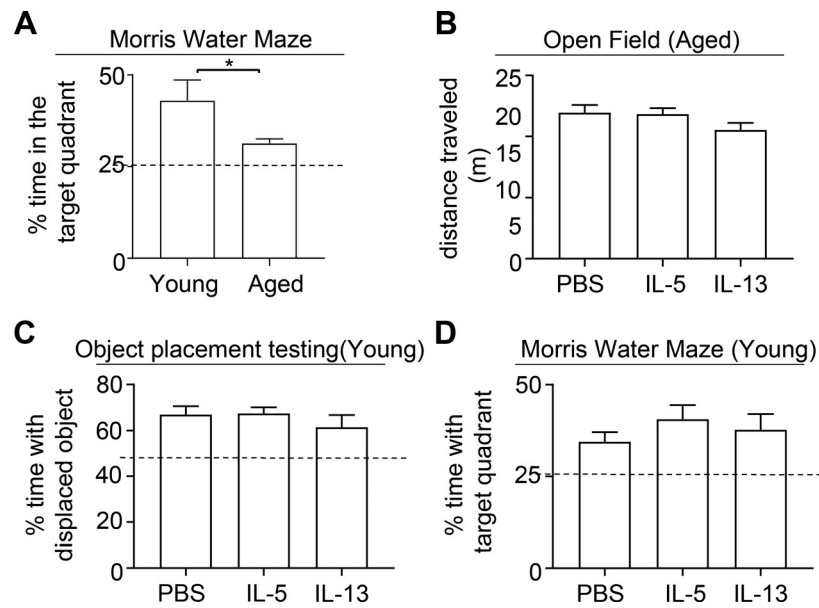 A
Morris Water Maze
% time in the
target quadrant
50
25
0
*
Young
Aged
B
Open Field (Aged)
distance traveled
(m)
25
20
15
10
5
0
PBS
IL-5
IL-13
C
Object placement testing(Young)
% time with
displaced object
80
60
40
20
0
PBS
IL-5
IL-13
D
Morris Water Maze (Young)
% time with
target quadrant
50
25
0
PBS
IL-5
IL-13